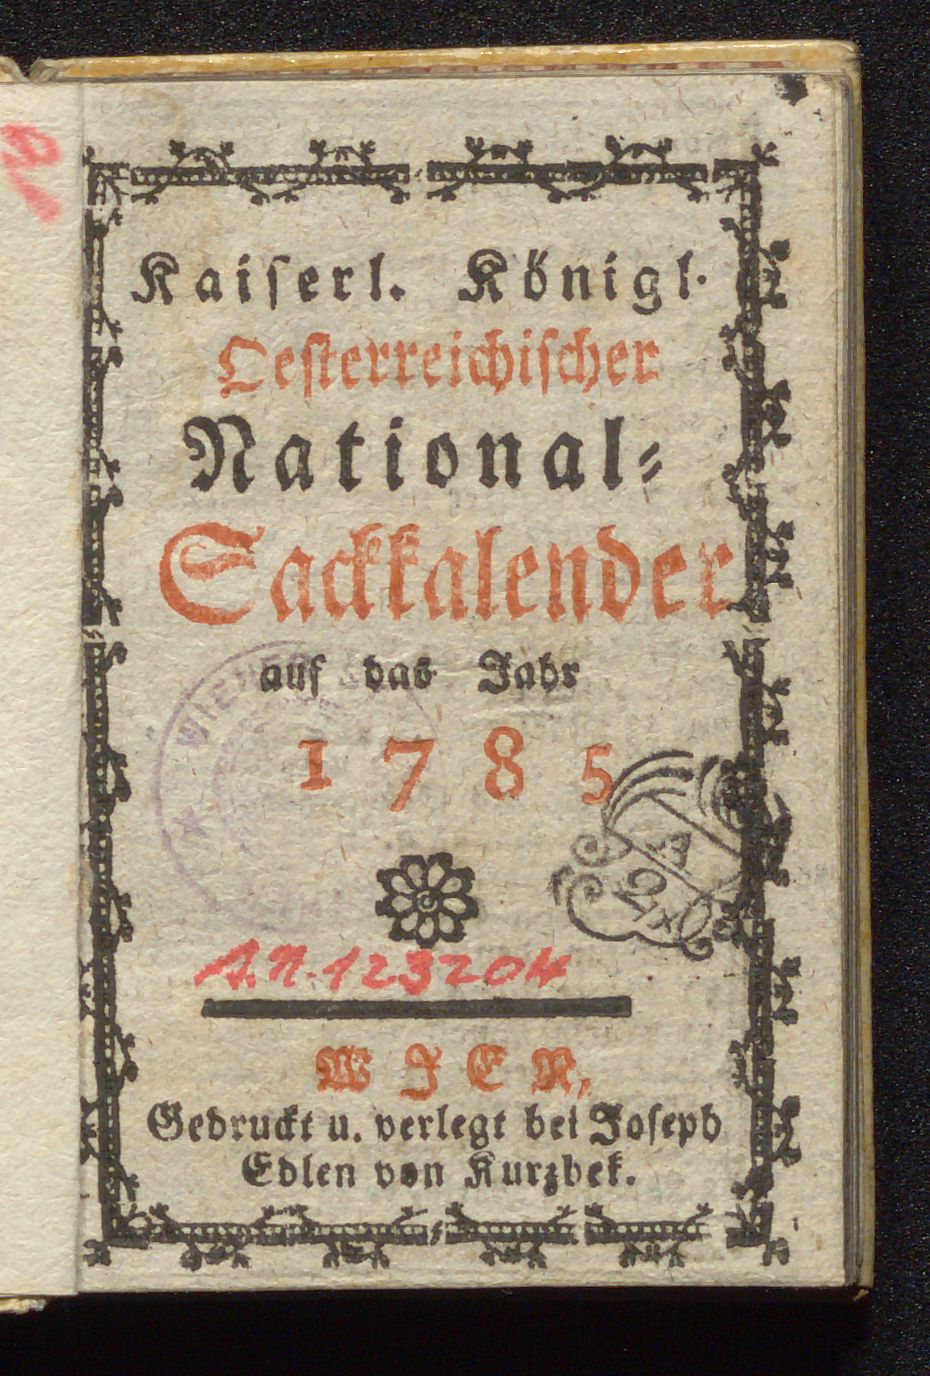 Kaiserl. Königl.
Oesterreichischer
National-
Sackkalender
auf das Jahr
1785
A.N. 123204
WIEN,
Gedruckt u. verlegt bei Joseph
Edlen von Kurzbek.